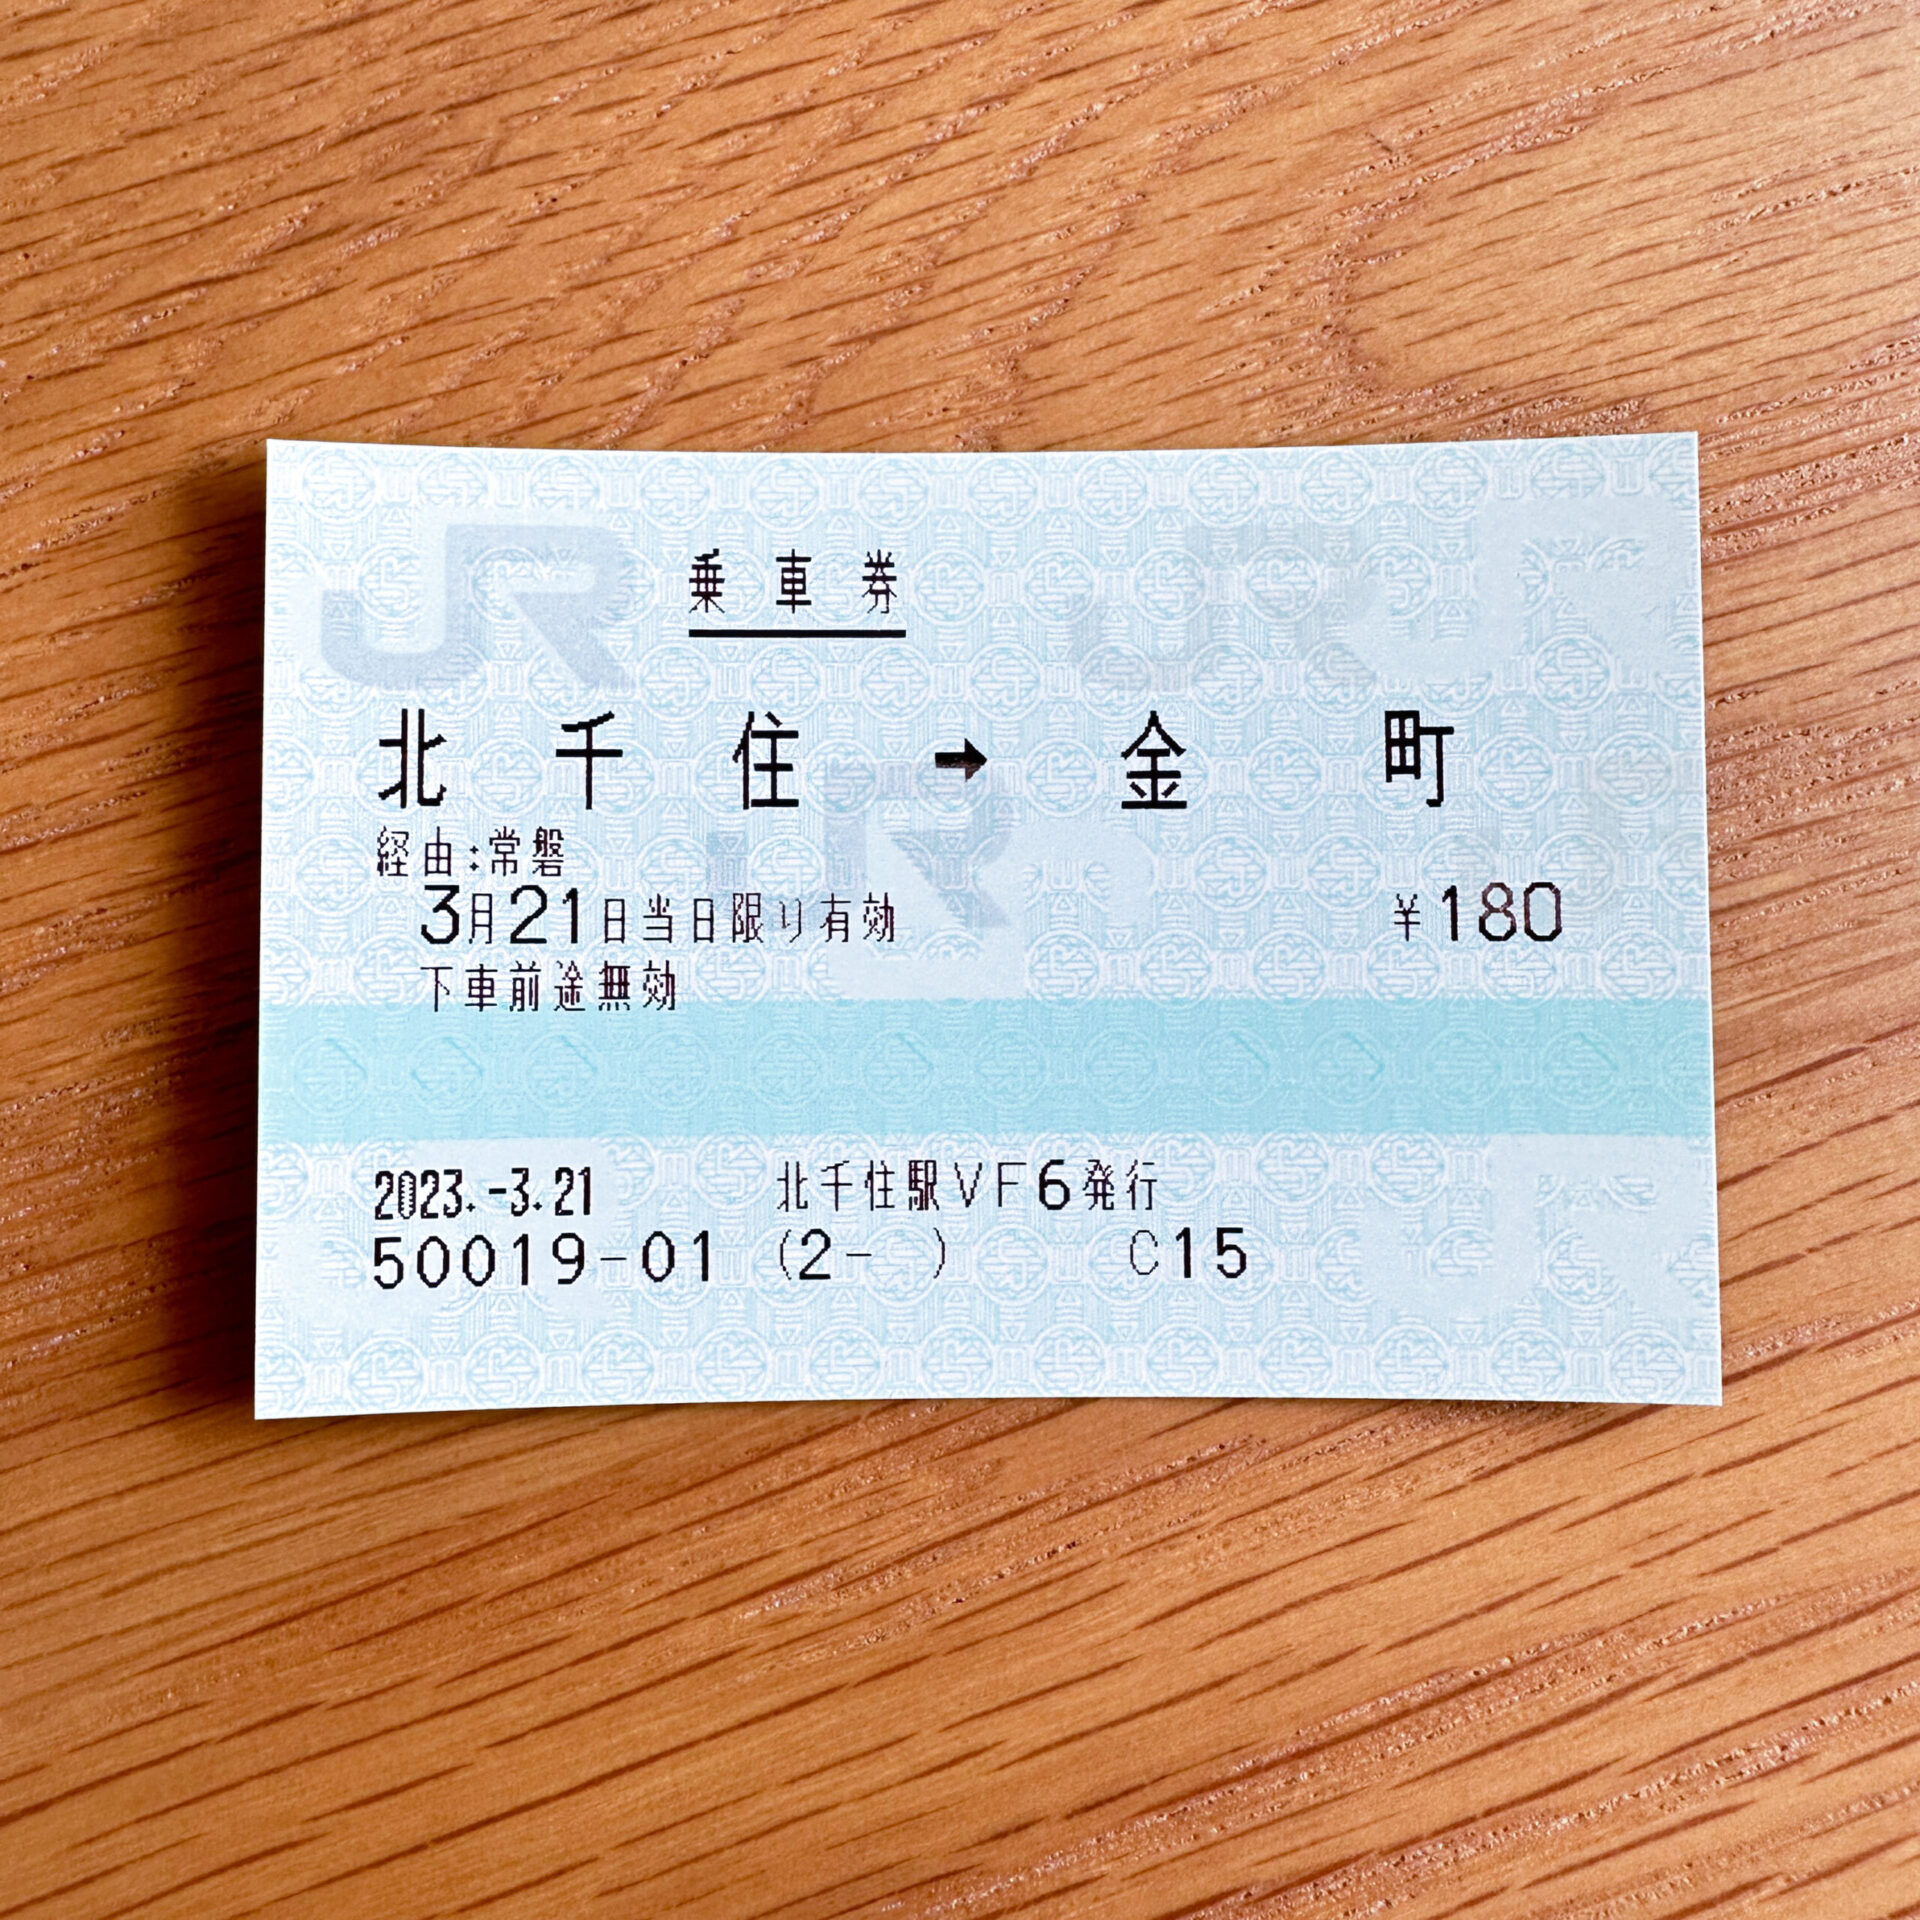 乗車券
北千住➡金町
経由:常磐
3月21日当日限り有効 ¥180
下車前途無効
2023.-3.21 北千住駅VF6発行
50019-01 (2- ) C15